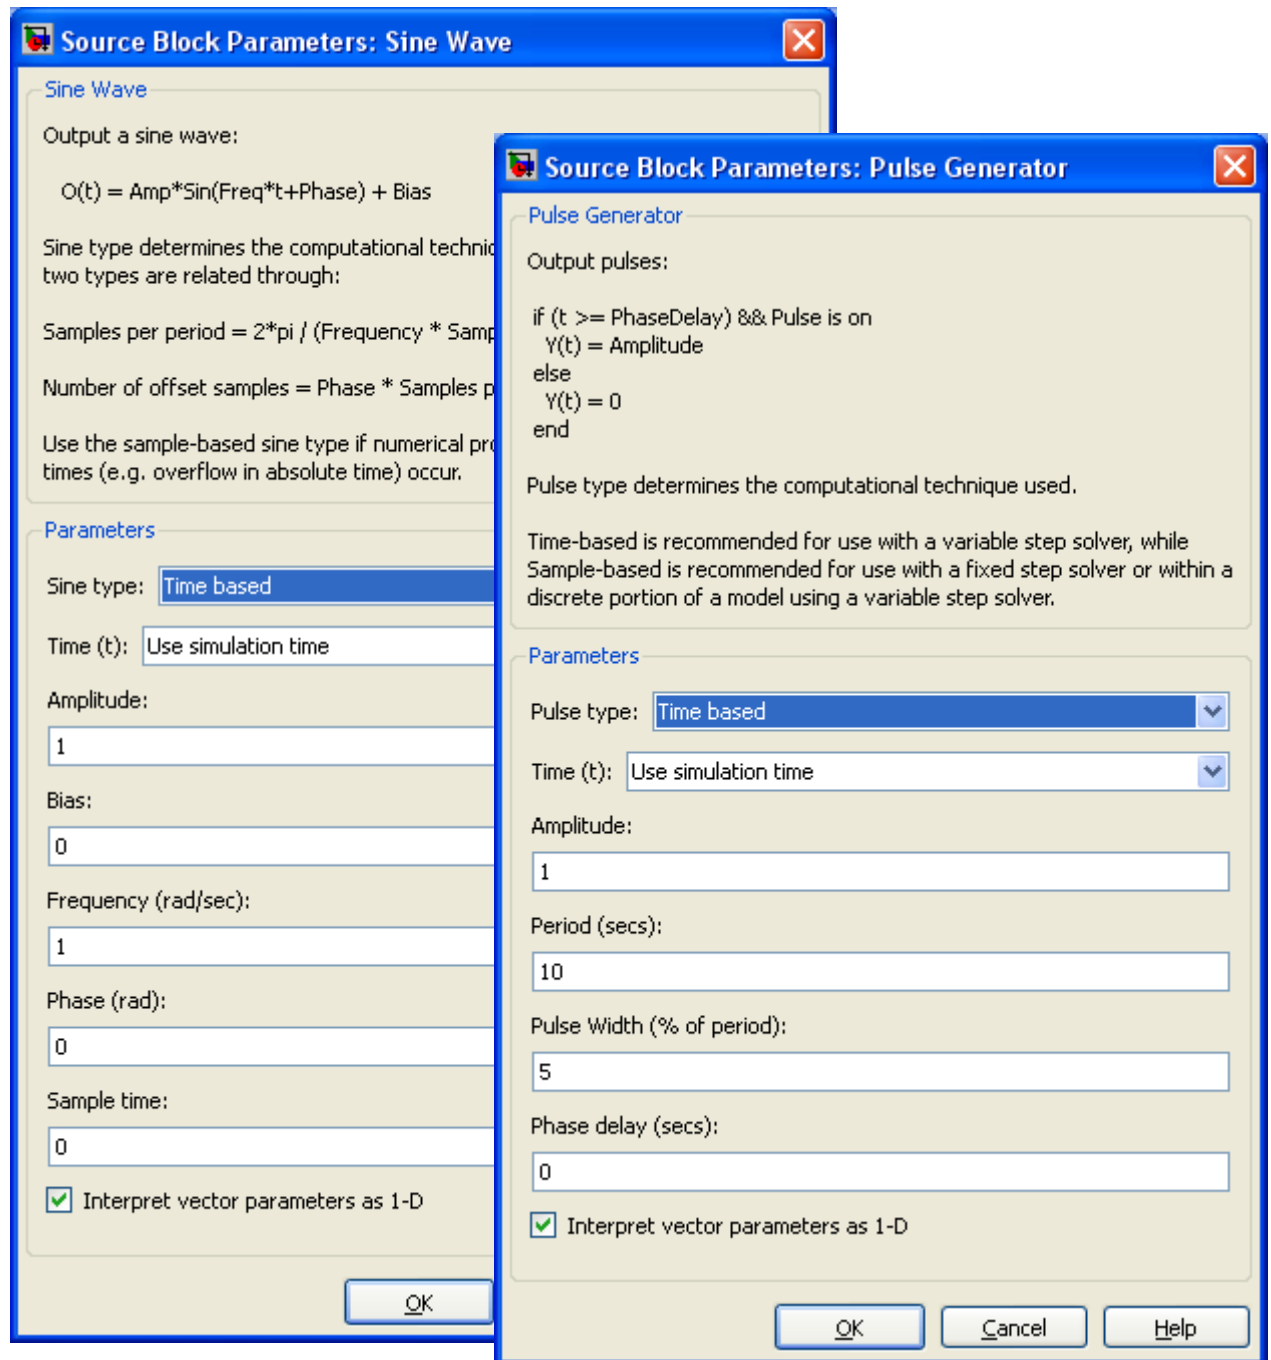 Source Block Parameters: Sine Wave
Sine Wave
Output a sine wave:
O(t) = Amp*Sin(Freq*t+Phase) + Bias
Sine type determines the computational
two types are related through:
Samples per period = 2*pi / (Frequency *
Number of offset samples = Phase * Samples
Use the sample-based sine type if numerical
times (e.g. overflow in absolute time) occur.
Parameters
Sine type: Time based
Time (t): Use simulation time
Amplitude:
1
Bias:
0
Frequency (rad/sec):
1
Phase (rad):
0
Sample time:
0
Interpret vector parameters as 1-D
OK
Source Block Parameters: Pulse Generator
Pulse Generator
Output pulses:
if (t >= PhaseDelay) && Pulse is on
Y(t) = Amplitude
else
Y(t) = 0
end
Pulse type determines the computational technique used.
Time-based is recommended for use with a variable step solver, while
Sample-based is recommended for use with a fixed step solver or within a
discrete portion of a model using a variable step solver.
Parameters
Pulse type: Time based
Time (t): Use simulation time
Amplitude:
1
Period (secs):
10
Pulse Width (% of period):
5
Phase delay (secs):
0
Interpret vector parameters as 1-D
OK Cancel Help